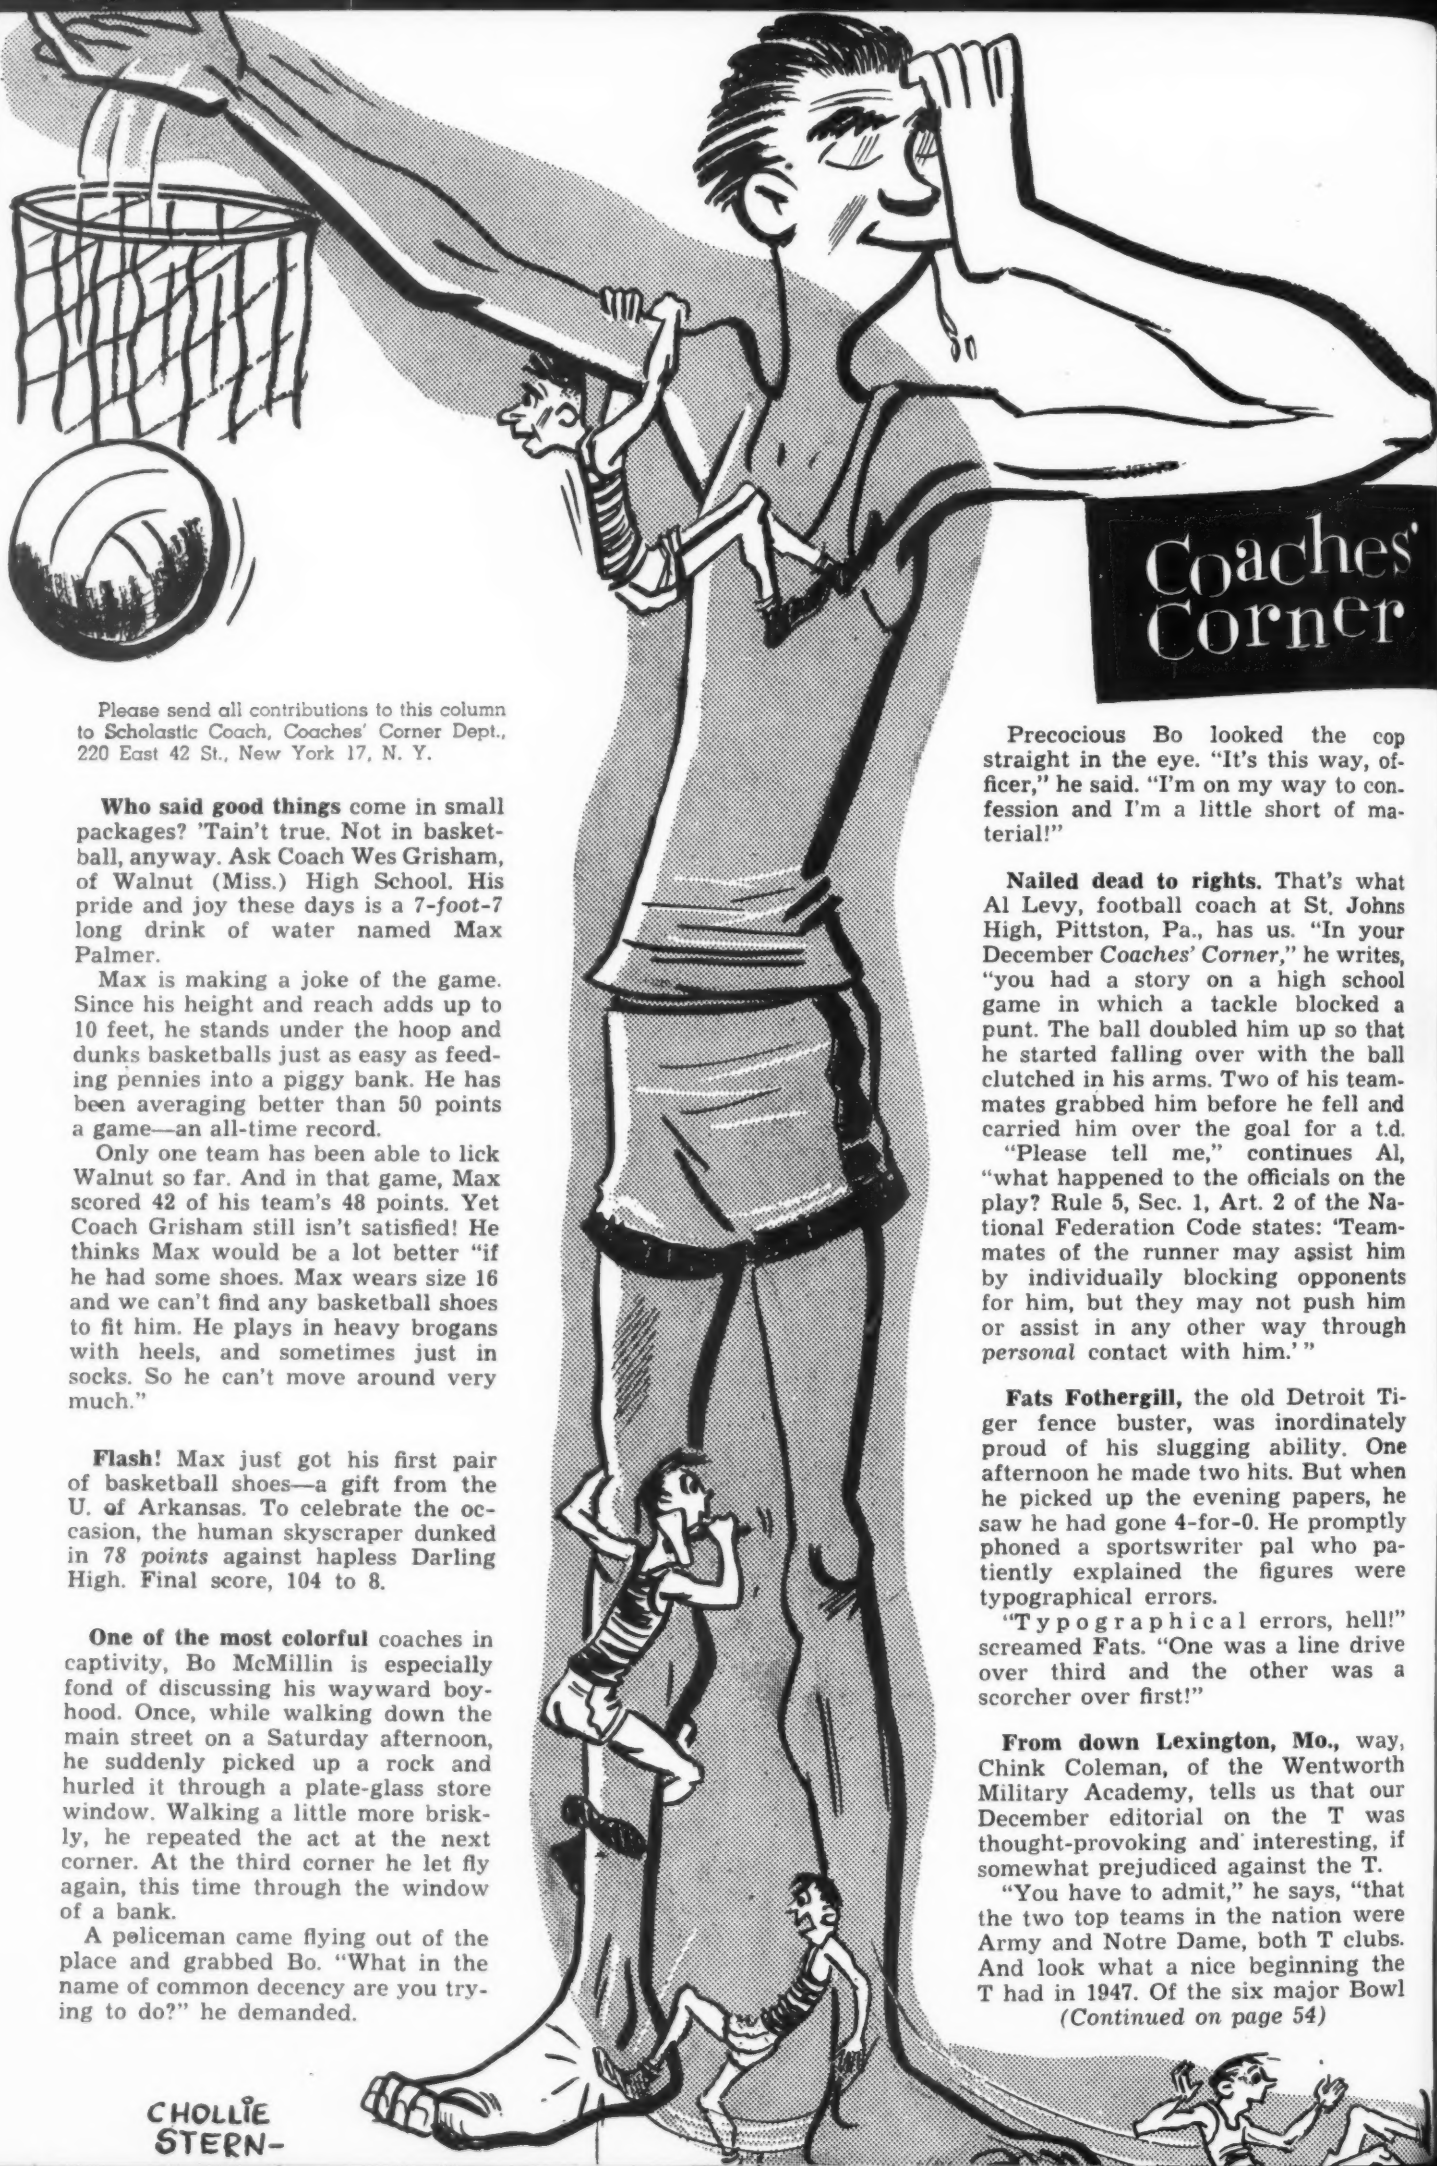 Coaches'
Corner
Please send all contributions to this column
to Scholastic Coach, Coaches' Corner Dept.,
220 East 42 St., New York 17, N. Y.
Who said good things come in small
packages? 'Tain't true. Not in basket-
ball, anyway. Ask Coach Wes Grisham,
of Walnut (Miss.) High School. His
pride and joy these days is a 7-foot-7
long drink of water named Max
Palmer.
Max is making a joke of the game.
Since his height and reach adds up to
10 feet, he stands under the hoop and
dunks basketballs just as easy as feed-
ing pennies into a piggy bank. He has
been averaging better than 50 points
a game—an all-time record.
Only one team has been able to lick
Walnut so far. And in that game, Max
scored 42 of his team's 48 points. Yet
Coach Grisham still isn't satisfied! He
thinks Max would be a lot better "if
he had some shoes. Max wears size 16
and we can't find any basketball shoes
to fit him. He plays in heavy brogans
with heels, and sometimes just in
socks. So he can't move around very
much."
Flash! Max just got his first pair
of basketball shoes—a gift from the
U. of Arkansas. To celebrate the oc-
casion, the human skyscraper dunked
in 78 points against hapless Darling
High. Final score, 104 to 8.
One of the most colorful coaches in
captivity, Bo McMillin is especially
fond of discussing his wayward boy-
hood. Once, while walking down the
main street on a Saturday afternoon,
he suddenly picked up a rock and
hurled it through a plate-glass store
window. Walking a little more brisk-
ly, he repeated the act at the next
corner. At the third corner he let fly
again, this time through the window
of a bank.
A policeman came flying out of the
place and grabbed Bo. "What in the
name of common decency are you try-
ing to do?" he demanded.
Precocious Bo looked the cop
straight in the eye. "It's this way, of-
ficer," he said. "I'm on my way to con-
fession and I'm a little short of ma-
terial!"
Nailed dead to rights. That's what
Al Levy, football coach at St. Johns
High, Pittston, Pa., has us. "In your
December Coaches' Corner," he writes,
"you had a story on a high school
game in which a tackle blocked a
punt. The ball doubled him up so that
he started falling over with the ball
clutched in his arms. Two of his team-
mates grabbed him before he fell and
carried him over the goal for a t.d.
"Please tell me," continues Al,
"what happened to the officials on the
play? Rule 5, Sec. 1, Art. 2 of the Na-
tional Federation Code states: 'Team-
mates of the runner may assist him
by individually blocking opponents
for him, but they may not push him
or assist in any other way through
personal contact with him.'"
Fats Fothergill, the old Detroit Ti-
ger fence buster, was inordinately
proud of his slugging ability. One
afternoon he made two hits. But when
he picked up the evening papers, he
saw he had gone 4-for-0. He promptly
phoned a sportswriter pal who pa-
tiently explained the figures were
typographical errors.
"Typographical errors, hell!"
screamed Fats. "One was a line drive
over third and the other was a
scorcher over first!"
From down Lexington, Mo., way,
Chink Coleman, of the Wentworth
Military Academy, tells us that our
December editorial on the T was
thought-provoking and interesting, if
somewhat prejudiced against the T.
"You have to admit," he says, "that
the two top teams in the nation were
Army and Notre Dame, both T clubs.
And look what a nice beginning the
T had in 1947. Of the six major Bowl
(Continued on page 54)
CHOLLIE
STERN-